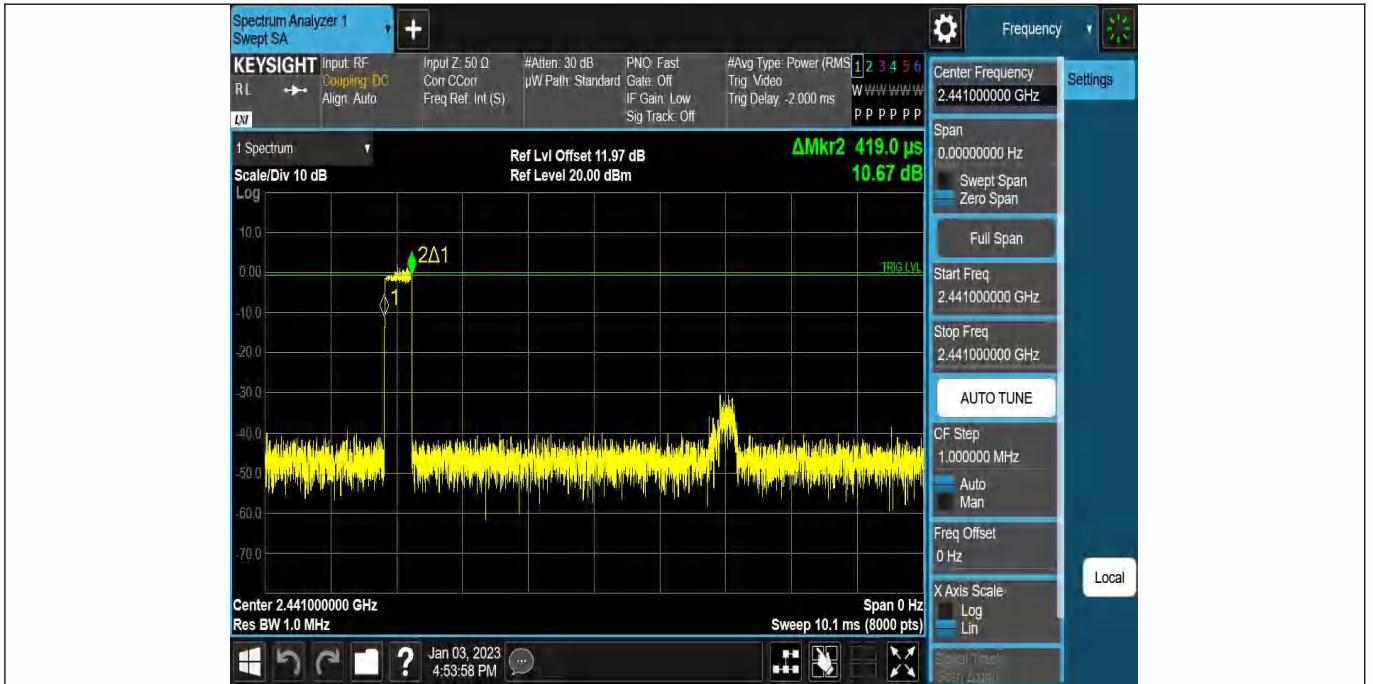 Spectrum Analyzer 1
Swept SA
+
Frequency
KEYSIGHT
RL
LXI
Input: RF
Coupling: DC
Align: Auto
Input Z: 50 Ω
Corr CCorr
Freq Ref: Int (S)
#Atten: 30 dB
µW Path: Standard
PNO: Fast
Gate: Off
IF Gain: Low
Sig Track: Off
#Avg Type: Power (RMS
Trig: Video
Trig Delay: -2.000 ms
1 2 3 4 5 6
W W W W W W
P P P P P P
1 Spectrum
Scale/Div 10 dB
Ref Lvl Offset 11.97 dB
Ref Level 20.00 dBm
ΔMkr2 419.0 µs
10.67 dB
Log
10.0
0.00
-10.0
-20.0
-30.0
-40.0
-50.0
-60.0
-70.0
2Δ1
1
TRIG LVL
Center 2.441000000 GHz
Res BW 1.0 MHz
Span 0 Hz
Sweep 10.1 ms (8000 pts)
Jan 03, 2023
4:53:58 PM
?
Center Frequency
2.441000000 GHz
Settings
Span
0.00000000 Hz
Swept Span
Zero Span
Full Span
Start Freq
2.441000000 GHz
Stop Freq
2.441000000 GHz
AUTO TUNE
CF Step
1.000000 MHz
Auto
Man
Freq Offset
0 Hz
X Axis Scale
Log
Lin
Local